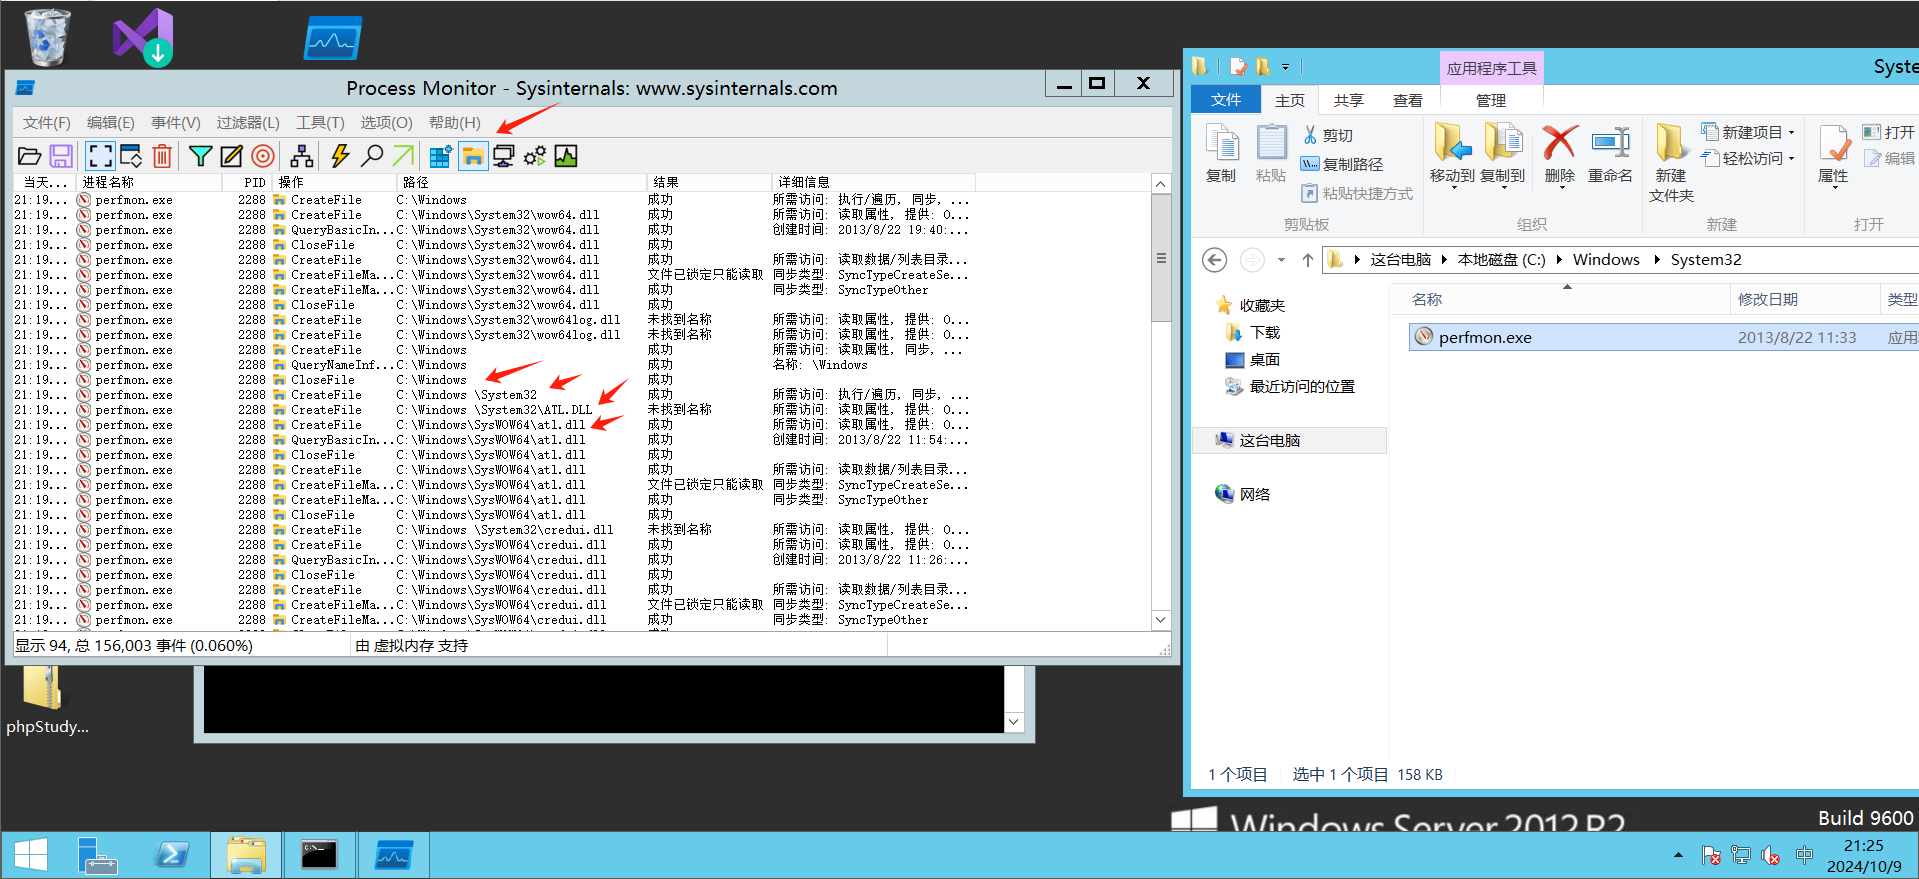 Process Monitor - Sysinternals: www.sysinternals.com
文件(F) 编辑(E) 事件(V) 过滤器(L) 工具(T) 选项(O) 帮助(H)
当天... 进程名称 PID 操作 路径 结果 详细信息
21:19... perfmon.exe 2288 CreateFile C:\Windows 成功 所需访问: 执行/遍历, 同步, ...
21:19... perfmon.exe 2288 CreateFile C:\Windows\System32\wow64.dll 成功 所需访问: 读取属性, 提供: O...
21:19... perfmon.exe 2288 QueryBasicIn... C:\Windows\System32\wow64.dll 成功 创建时间: 2013/8/22 19:40:...
21:19... perfmon.exe 2288 CloseFile C:\Windows\System32\wow64.dll 成功
21:19... perfmon.exe 2288 CreateFile C:\Windows\System32\wow64.dll 成功 所需访问: 读取数据/列表目录...
21:19... perfmon.exe 2288 CreateFileMa... C:\Windows\System32\wow64.dll 文件已锁定只能读取 同步类型: SyncTypeCreateSe...
21:19... perfmon.exe 2288 CreateFileMa... C:\Windows\System32\wow64.dll 成功 同步类型: SyncTypeOther
21:19... perfmon.exe 2288 CloseFile C:\Windows\System32\wow64.dll 成功
21:19... perfmon.exe 2288 CreateFile C:\Windows\System32\wow64log.dll 未找到名称 所需访问: 读取属性, 提供: O...
21:19... perfmon.exe 2288 CreateFile C:\Windows\System32\wow64log.dll 未找到名称 所需访问: 读取属性, 提供: O...
21:19... perfmon.exe 2288 CreateFile C:\Windows 成功 所需访问: 读取属性, 同步, ...
21:19... perfmon.exe 2288 QueryNameInf... C:\Windows 成功 名称: \Windows
21:19... perfmon.exe 2288 CloseFile C:\Windows 成功
21:19... perfmon.exe 2288 CreateFile C:\Windows \System32 成功 所需访问: 执行/遍历, 同步, ...
21:19... perfmon.exe 2288 CreateFile C:\Windows \System32\ATL.DLL 未找到名称 所需访问: 读取属性, 提供: O...
21:19... perfmon.exe 2288 CreateFile C:\Windows\SysWOW64\atl.dll 成功 所需访问: 读取属性, 提供: O...
21:19... perfmon.exe 2288 QueryBasicIn... C:\Windows\SysWOW64\atl.dll 成功 创建时间: 2013/8/22 11:54:...
21:19... perfmon.exe 2288 CloseFile C:\Windows\SysWOW64\atl.dll 成功
21:19... perfmon.exe 2288 CreateFile C:\Windows\SysWOW64\atl.dll 成功 所需访问: 读取数据/列表目录...
21:19... perfmon.exe 2288 CreateFileMa... C:\Windows\SysWOW64\atl.dll 文件已锁定只能读取 同步类型: SyncTypeCreateSe...
21:19... perfmon.exe 2288 CreateFileMa... C:\Windows\SysWOW64\atl.dll 成功 同步类型: SyncTypeOther
21:19... perfmon.exe 2288 CloseFile C:\Windows\SysWOW64\atl.dll 成功
21:19... perfmon.exe 2288 CreateFile C:\Windows \System32\credui.dll 未找到名称 所需访问: 读取属性, 提供: O...
21:19... perfmon.exe 2288 CreateFile C:\Windows\SysWOW64\credui.dll 成功 所需访问: 读取属性, 提供: O...
21:19... perfmon.exe 2288 QueryBasicIn... C:\Windows\SysWOW64\credui.dll 成功 创建时间: 2013/8/22 11:26:...
21:19... perfmon.exe 2288 CloseFile C:\Windows\SysWOW64\credui.dll 成功
21:19... perfmon.exe 2288 CreateFile C:\Windows\SysWOW64\credui.dll 成功 所需访问: 读取数据/列表目录...
21:19... perfmon.exe 2288 CreateFileMa... C:\Windows\SysWOW64\credui.dll 文件已锁定只能读取 同步类型: SyncTypeCreateSe...
21:19... perfmon.exe 2288 CreateFileMa... C:\Windows\SysWOW64\credui.dll 成功 同步类型: SyncTypeOther
显示 94, 总 156,003 事件 (0.060%) 由 虚拟内存 支持
phpStudy...
应用程序工具 Syste
文件 主页 共享 查看 管理
复制 粘贴 剪切 复制路径 粘贴快捷方式
移动到 复制到 删除 重命名
新建文件夹 新建项目 轻松访问
属性 打开 编辑
剪贴板 组织 新建 打开
这台电脑 本地磁盘 (C:) Windows System32
名称 修改日期 类型
perfmon.exe 2013/8/22 11:33 应用
收藏夹
下载
桌面
最近访问的位置
这台电脑
网络
1 个项目 选中 1 个项目 158 KB
Windows Server 2012 R2
Build 9600
中
21:25
2024/10/9